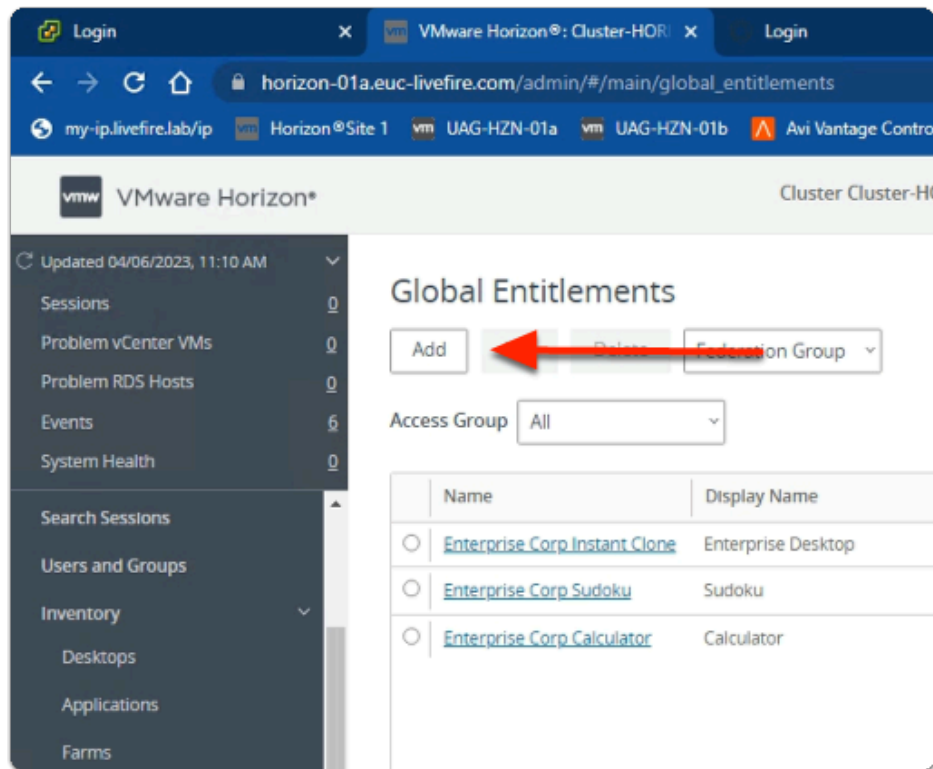 Login
VMware Horizon®: Cluster-HORI
Login
horizon-01a.euc-livefire.com/admin/#/main/global_entitlements
my-ip.livefire.lab/ip
Horizon®Site 1
UAG-HZN-01a
UAG-HZN-01b
Avi Vantage Contro
vmw VMware Horizon®
Cluster Cluster-HO
Updated 04/06/2023, 11:10 AM
Sessions 0
Problem vCenter VMs 0
Problem RDS Hosts 0
Events 6
System Health 0
Search Sessions
Users and Groups
Inventory
Desktops
Applications
Farms
Global Entitlements
Add Delete Federation Group
Access Group All
Name Display Name
Enterprise Corp Instant Clone Enterprise Desktop
Enterprise Corp Sudoku Sudoku
Enterprise Corp Calculator Calculator